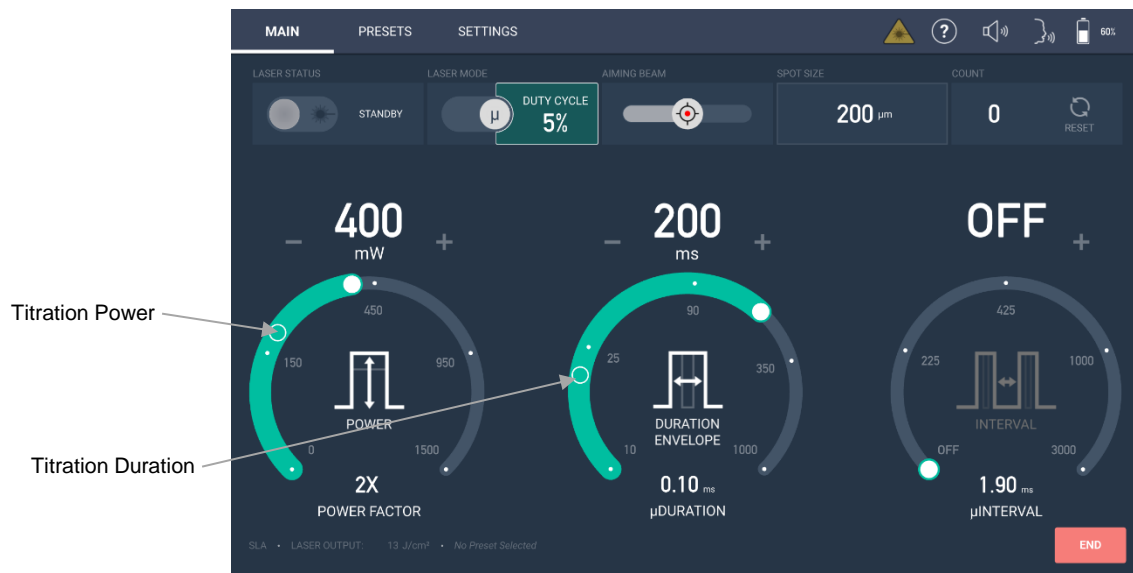 MAIN PRESETS SETTINGS 60%
LASER STATUS LASER MODE AIMING BEAM SPOT SIZE COUNT
STANDBY µ DUTY CYCLE 5% 200 µm 0 RESET
400 200 OFF
mW ms
Titration Power
450 90 425
150 950 25 350 225 1000
POWER DURATION ENVELOPE INTERVAL
0 1500 10 1000 OFF 3000
Titration Duration
2X 0.10 ms 1.90 ms
POWER FACTOR µDURATION µINTERVAL
SLA • LASER OUTPUT: 13 J/cm² • No Preset Selected END